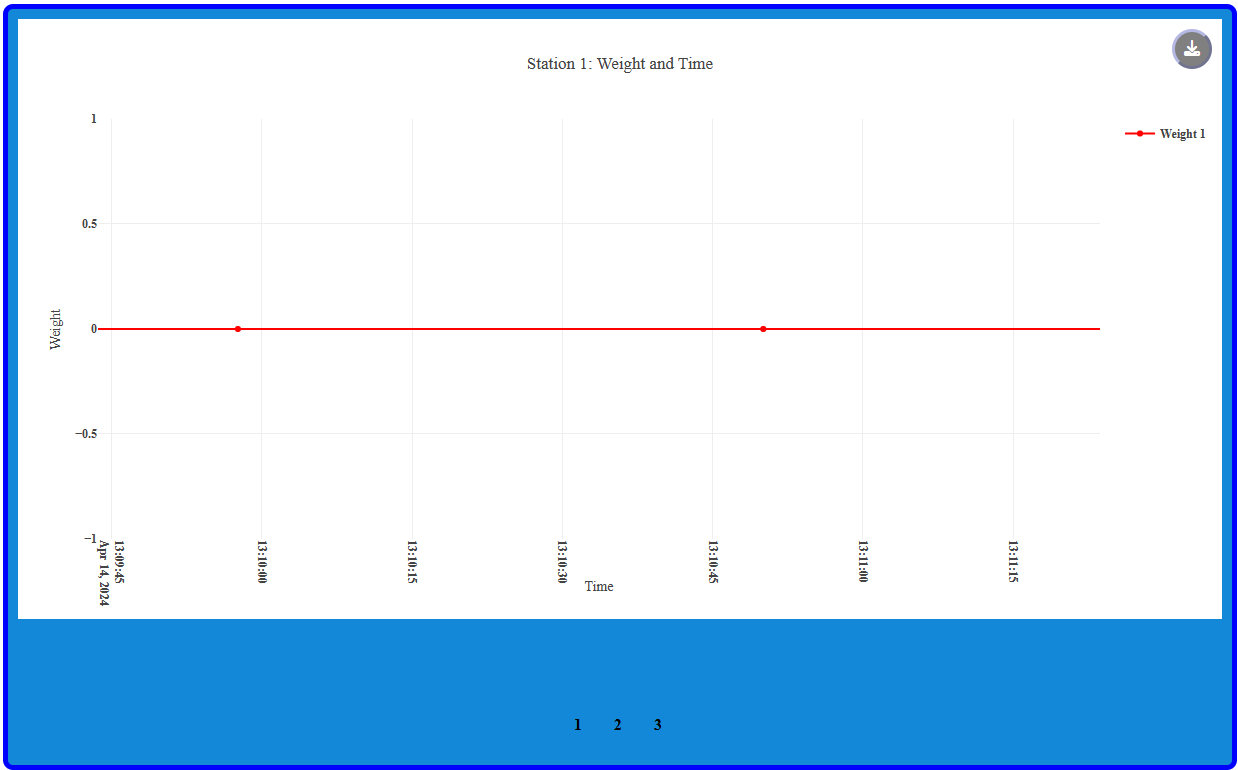 Station 1: Weight and Time
Weight 1
1
0.5
0
−0.5
−1
Weight
13:09:45
Apr 14, 2024
13:10:00
13:10:15
13:10:30
13:10:45
13:11:00
13:11:15
Time
1 2 3